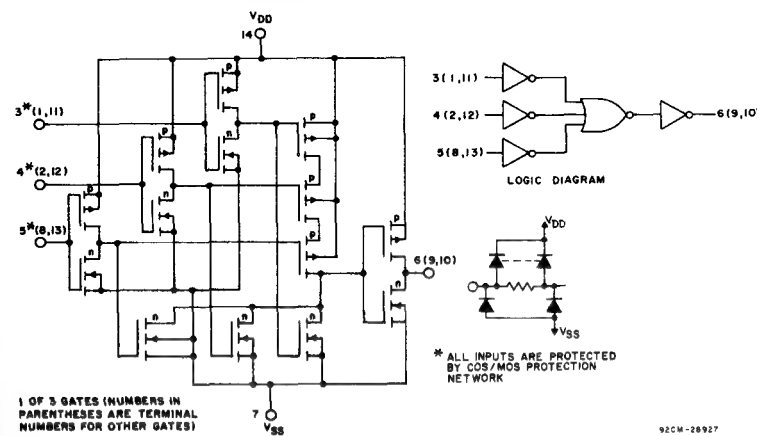 VDD
14
3*(1,11)
4*(2,12)
5*(8,13)
p
n
p
n
p
n
p
p
p
n
n
n
p
n
6(9,10)
7
VSS
1 OF 3 GATES (NUMBERS IN
PARENTHESES ARE TERMINAL
NUMBERS FOR OTHER GATES)
3(1,11)
4(2,12)
5(8,13)
6(9,10)
LOGIC DIAGRAM
VDD
VSS
* ALL INPUTS ARE PROTECTED
BY COS/MOS PROTECTION
NETWORK
92CM-28927